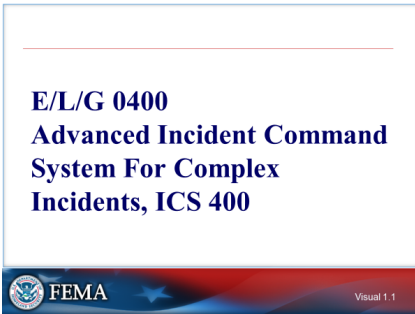 E/L/G 0400
Advanced Incident Command
System For Complex
Incidents, ICS 400
FEMA
Visual 1.1